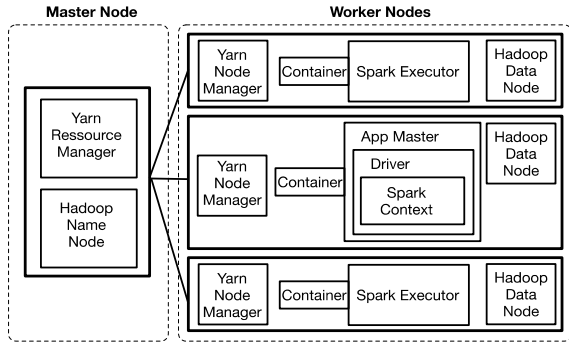 Master Node
Worker Nodes
Yarn
Ressource
Manager
Hadoop
Name
Node
Yarn
Node
Manager
Container
Spark Executor
Hadoop
Data
Node
Yarn
Node
Manager
Container
App Master
Driver
Spark
Context
Hadoop
Data
Node
Yarn
Node
Manager
Container
Spark Executor
Hadoop
Data
Node